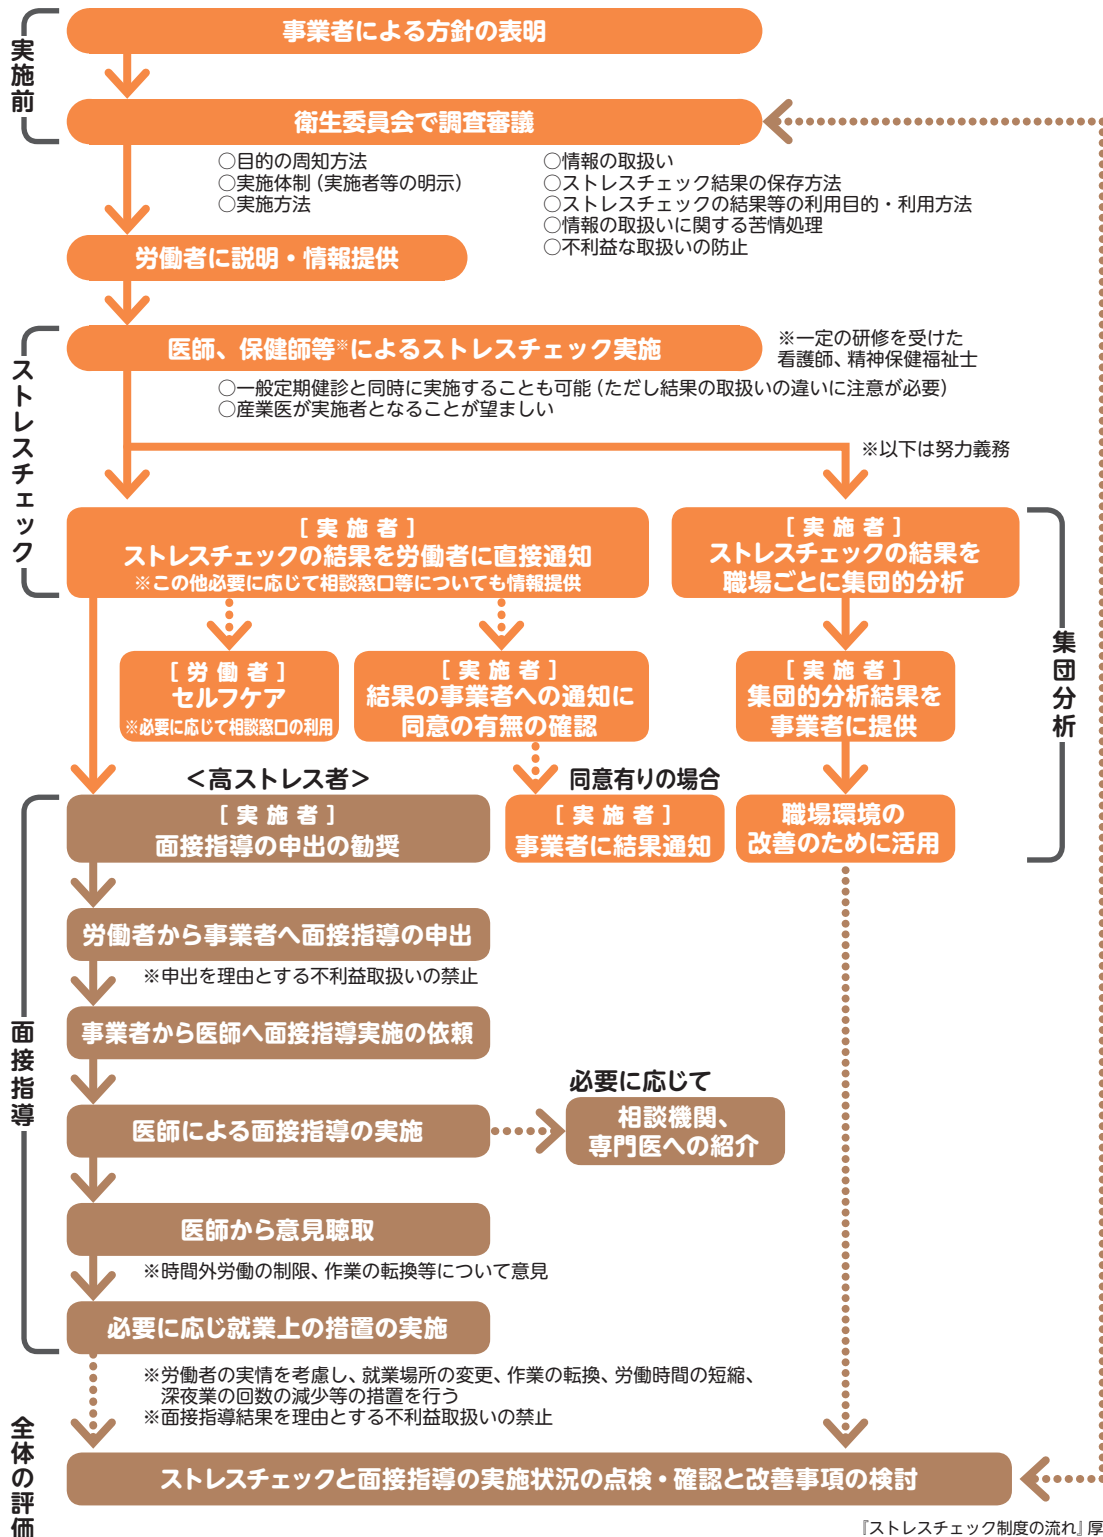 実施前
事業者による方針の表明
衛生委員会で調査審議
○目的の周知方法
○実施体制（実施者等の明示）
○実施方法
○情報の取扱い
○ストレスチェック結果の保存方法
○ストレスチェックの結果等の利用目的・利用方法
○情報の取扱いに関する苦情処理
○不利益な取扱いの防止
労働者に説明・情報提供
ストレスチェック
医師、保健師等※によるストレスチェック実施
※一定の研修を受けた
看護師、精神保健福祉士
○一般定期健診と同時に実施することも可能（ただし結果の取扱いの違いに注意が必要）
○産業医が実施者となることが望ましい
※以下は努力義務
［実施者］
ストレスチェックの結果を労働者に直接通知
※この他必要に応じて相談窓口等についても情報提供
［実施者］
ストレスチェックの結果を
職場ごとに集団的分析
集団分析
［労働者］
セルフケア
※必要に応じて相談窓口の利用
［実施者］
結果の事業者への通知に
同意の有無の確認
［実施者］
集団的分析結果を
事業者に提供
＜高ストレス者＞
同意有りの場合
面接指導
［実施者］
面接指導の申出の勧奨
［実施者］
事業者に結果通知
職場環境の
改善のために活用
労働者から事業者へ面接指導の申出
※申出を理由とする不利益取扱いの禁止
事業者から医師へ面接指導実施の依頼
必要に応じて
医師による面接指導の実施
相談機関、
専門医への紹介
医師から意見聴取
※時間外労働の制限、作業の転換等について意見
必要に応じ就業上の措置の実施
※労働者の実情を考慮し、就業場所の変更、作業の転換、労働時間の短縮、
深夜業の回数の減少等の措置を行う
※面接指導結果を理由とする不利益取扱いの禁止
全体の評価
ストレスチェックと面接指導の実施状況の点検・確認と改善事項の検討
『ストレスチェック制度の流れ』厚